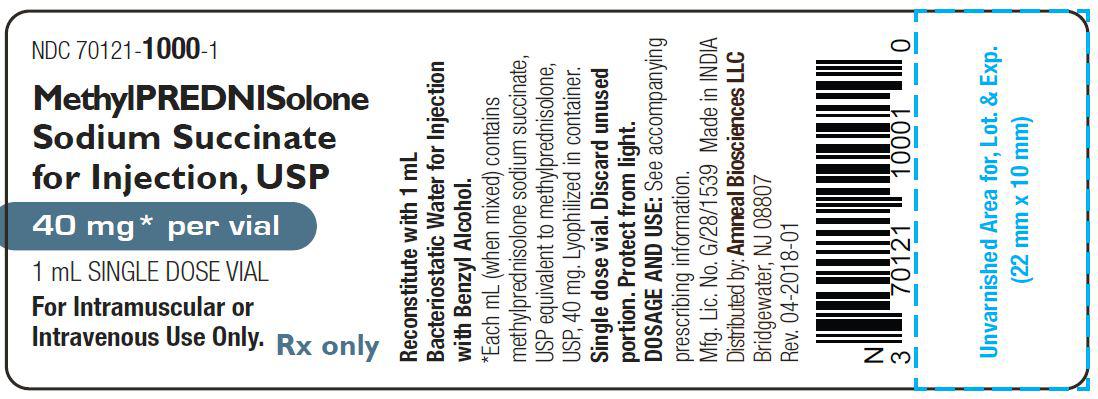 NDC 70121-1000-1
MethylPREDNISolone
Sodium Succinate
for Injection, USP
40 mg* per vial
1 mL SINGLE DOSE VIAL
For Intramuscular or
Intravenous Use Only.
Rx only
Reconstitute with 1 mL
Bacteriostatic Water for Injection
with Benzyl Alcohol.
*Each mL (when mixed) contains
methylprednisolone sodium succinate,
USP equivalent to methylprednisolone,
USP, 40 mg. Lyophilized in container.
Single dose vial. Discard unused
portion. Protect from light.
DOSAGE AND USE: See accompanying
prescribing information.
Mfg. Lic. No. G/28/1539 Made in INDIA
Distributed by: Amneal Biosciences LLC
Bridgewater, NJ 08807
Rev. 04-2018-01
N
3 70121 10001 0
Unvarnished Area for, Lot. & Exp.
(22 mm x 10 mm)